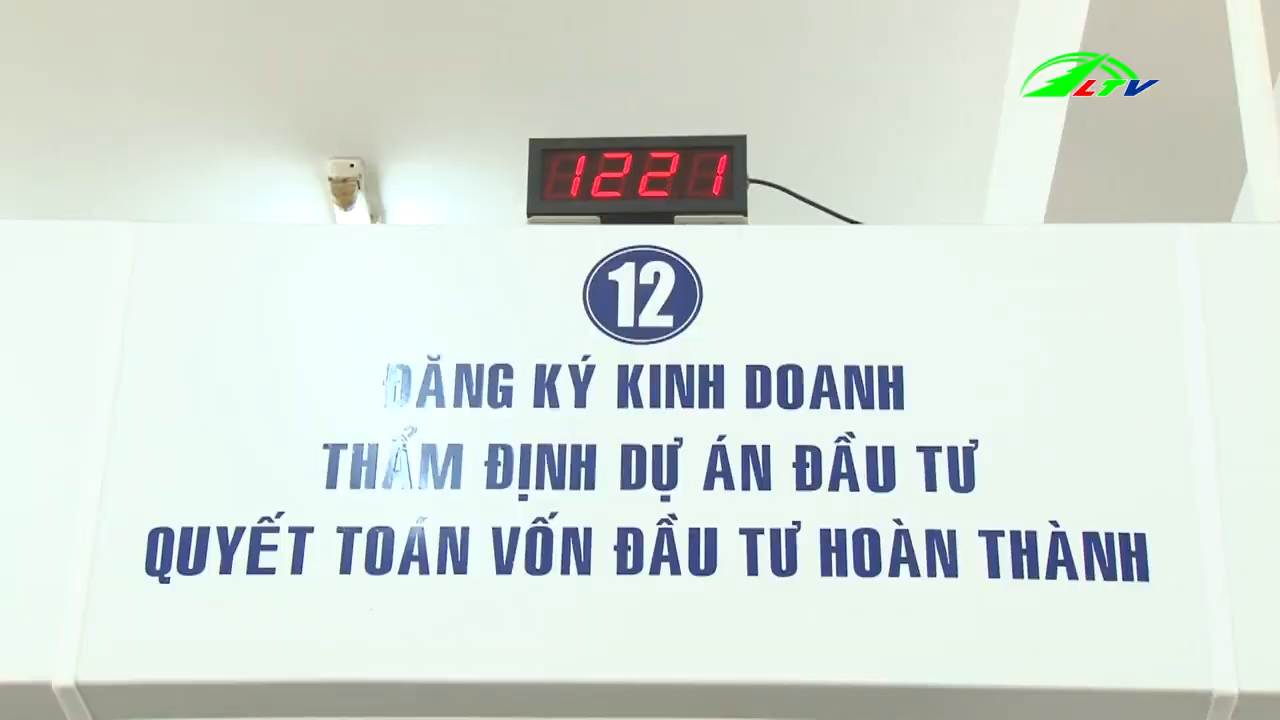 LTV
1221
12
ĐĂNG KÝ KINH DOANH
THẨM ĐỊNH DỰ ÁN ĐẦU TƯ
QUYẾT TOÁN VỐN ĐẦU TƯ HOÀN THÀNH